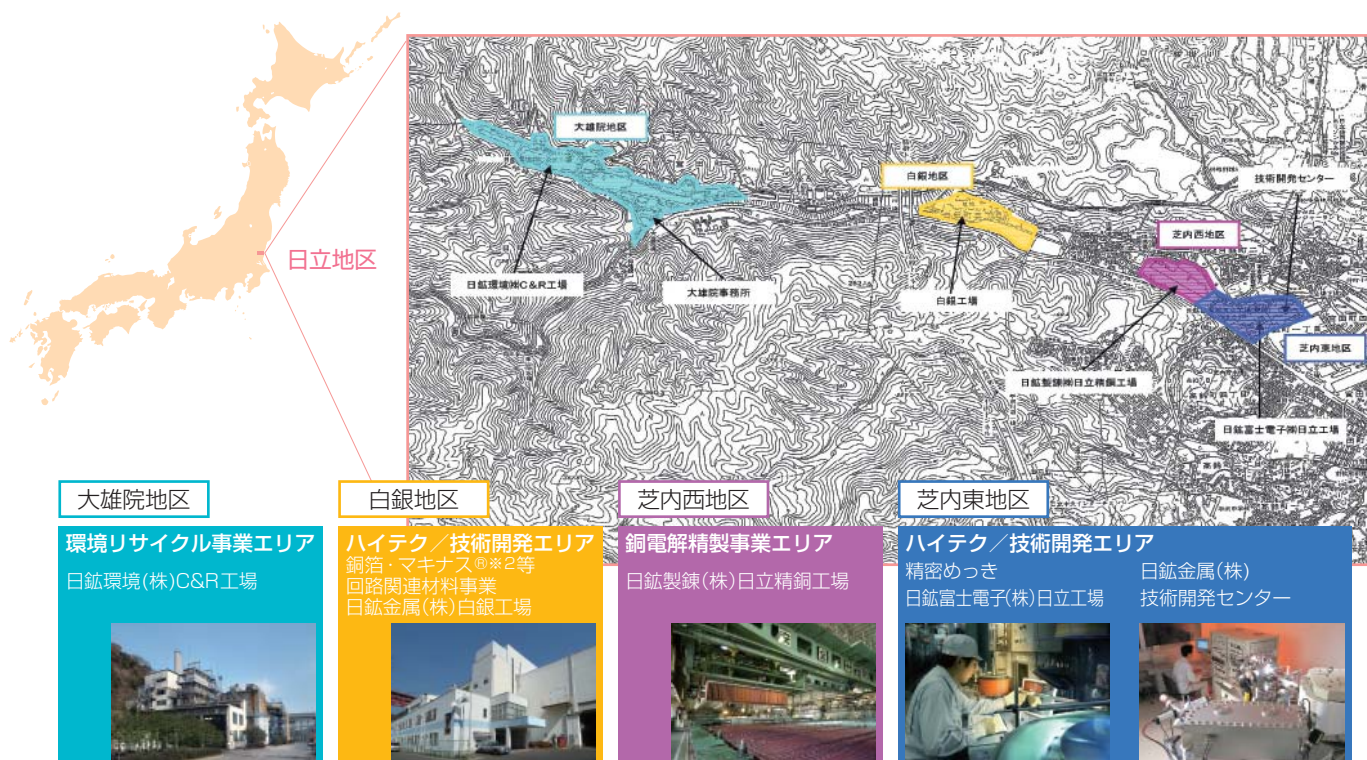 日立地区
大雄院地区
白銀地区
技術開発センター
芝内西地区
日鉱環境㈱C&R工場
大雄院事務所
白銀工場
芝内東地区
日鉱製錬㈱日立精銅工場
日鉱富士電子㈱日立工場
大雄院地区
環境リサイクル事業エリア
日鉱環境(株)C&R工場
白銀地区
ハイテク／技術開発エリア
銅箔・マキナス®※2等
回路関連材料事業
日鉱金属(株)白銀工場
芝内西地区
銅電解精製事業エリア
日鉱製錬(株)日立精銅工場
芝内東地区
ハイテク／技術開発エリア
精密めっき
日鉱富士電子(株)日立工場
日鉱金属(株)
技術開発センター